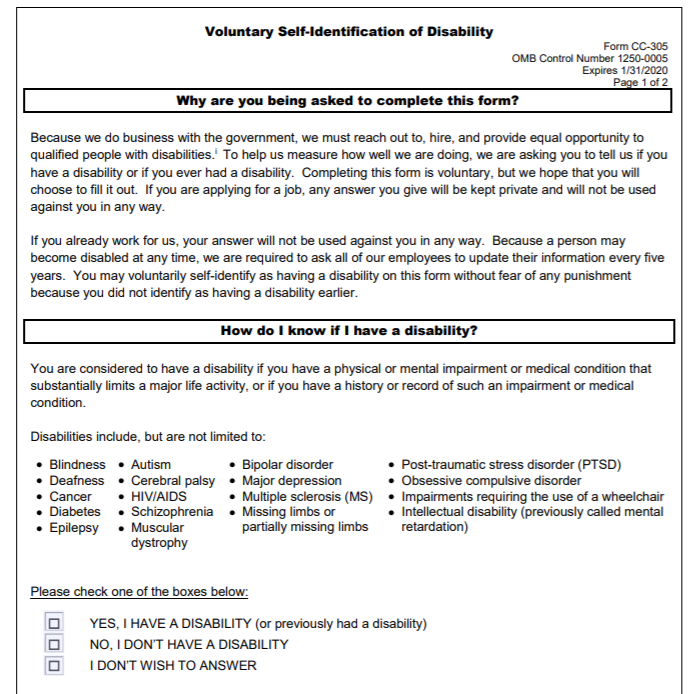 Voluntary Self-Identification of Disability
Form CC-305
OMB Control Number 1250-0005
Expires 1/31/2020
Page 1 of 2
Why are you being asked to complete this form?
Because we do business with the government, we must reach out to, hire, and provide equal opportunity to
qualified people with disabilities.i To help us measure how well we are doing, we are asking you to tell us if you
have a disability or if you ever had a disability. Completing this form is voluntary, but we hope that you will
choose to fill it out. If you are applying for a job, any answer you give will be kept private and will not be used
against you in any way.
If you already work for us, your answer will not be used against you in any way. Because a person may
become disabled at any time, we are required to ask all of our employees to update their information every five
years. You may voluntarily self-identify as having a disability on this form without fear of any punishment
because you did not identify as having a disability earlier.
How do I know if I have a disability?
You are considered to have a disability if you have a physical or mental impairment or medical condition that
substantially limits a major life activity, or if you have a history or record of such an impairment or medical
condition.
Disabilities include, but are not limited to:
• Blindness
• Deafness
• Cancer
• Diabetes
• Epilepsy
• Autism
• Cerebral palsy
• HIV/AIDS
• Schizophrenia
• Muscular
dystrophy
• Bipolar disorder
• Major depression
• Multiple sclerosis (MS)
• Missing limbs or
partially missing limbs
• Post-traumatic stress disorder (PTSD)
• Obsessive compulsive disorder
• Impairments requiring the use of a wheelchair
• Intellectual disability (previously called mental
retardation)
Please check one of the boxes below:
YES, I HAVE A DISABILITY (or previously had a disability)
NO, I DON'T HAVE A DISABILITY
I DON'T WISH TO ANSWER